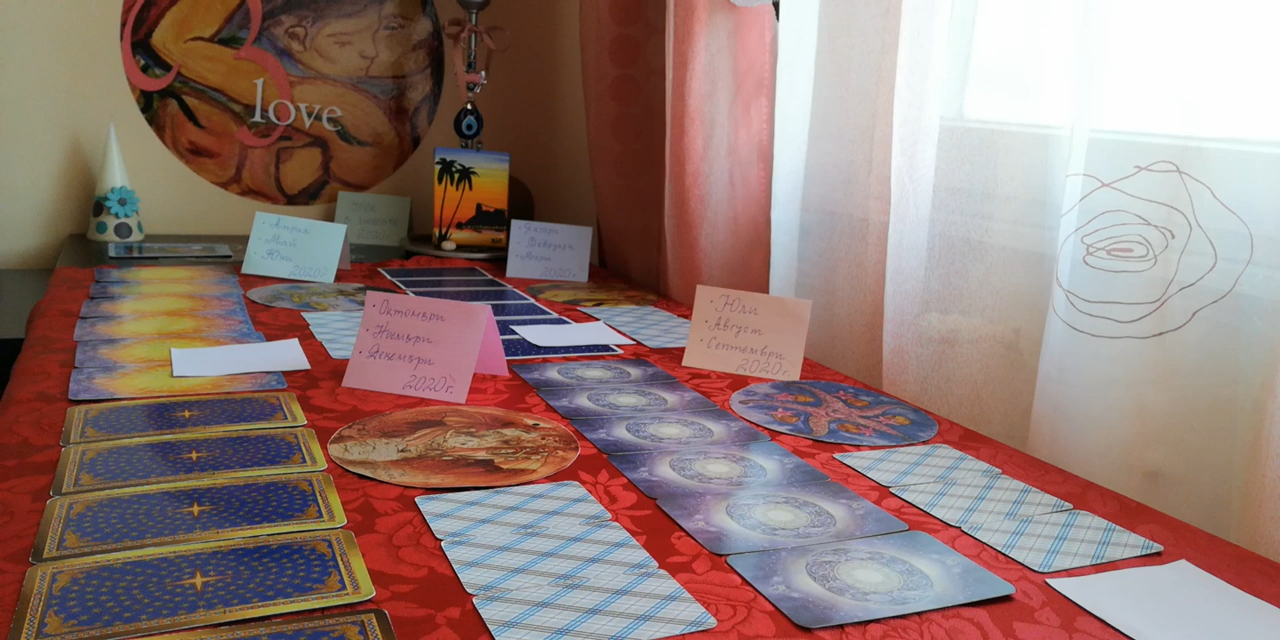 love
· Април
· Май
· Юни
2020г.
· Януари
· Февруари
· Март
2020г.
· Октомври
· Ноември
· Декември
2020г.
· Юли
· Август
· Септември
2020г.